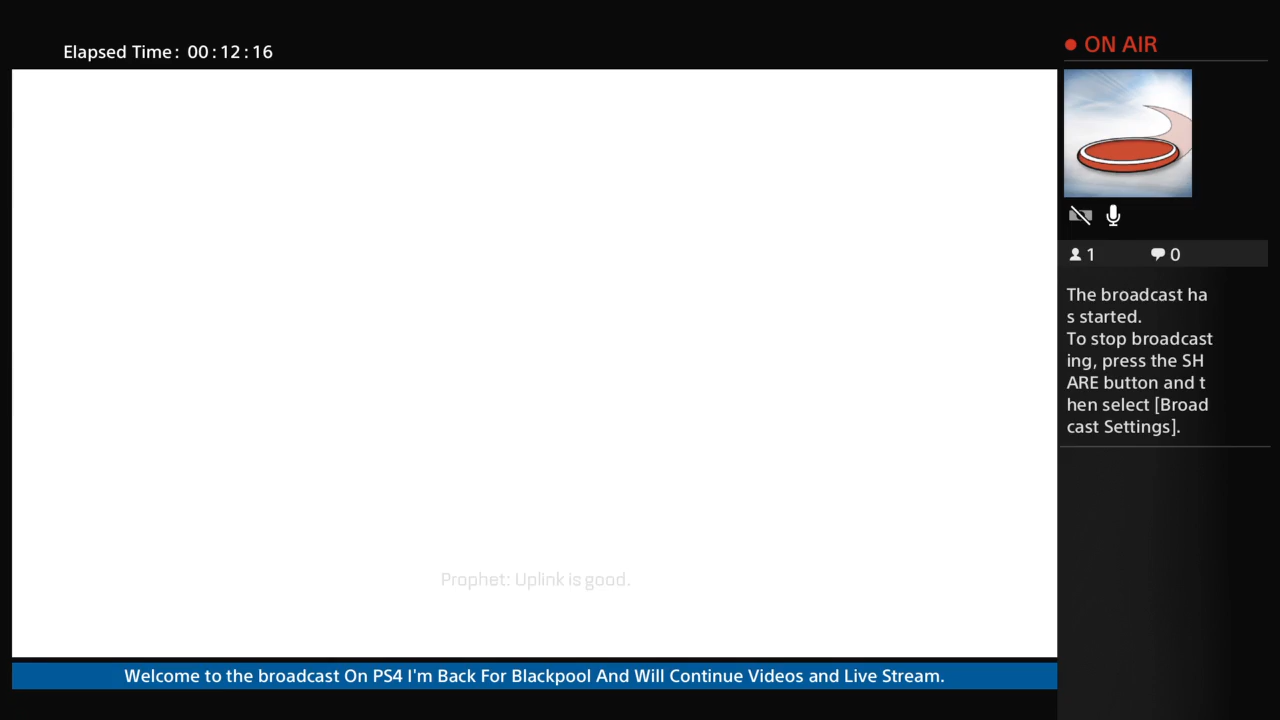 Elapsed Time: 00:12:16
ON AIR
1 0
The broadcast ha
s started.
To stop broadcast
ing, press the SH
ARE button and t
hen select [Broad
cast Settings].
Prophet: Uplink is good.
Welcome to the broadcast On PS4 I'm Back For Blackpool And Will Continue Videos and Live Stream.